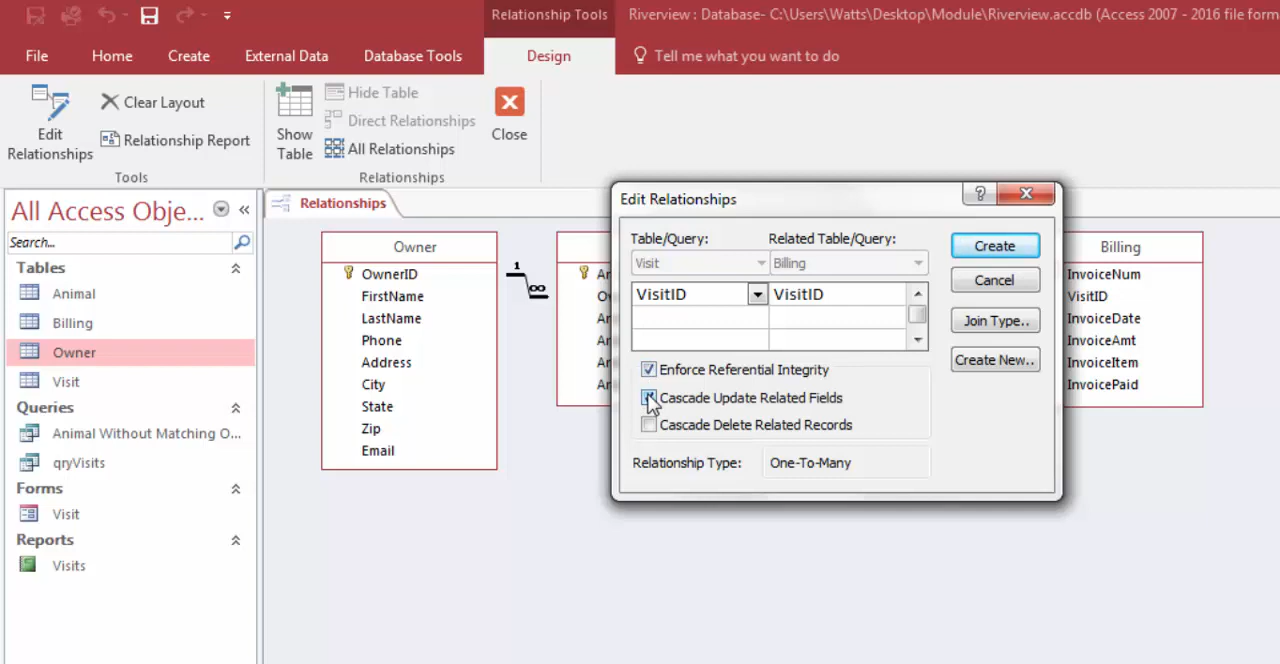 Relationship Tools
Riverview : Database- C:\Users\Watts\Desktop\Module\Riverview.accdb (Access 2007 - 2016 file form
File
Home
Create
External Data
Database Tools
Design
Tell me what you want to do
Edit
Relationships
Clear Layout
Relationship Report
Tools
Show
Table
Hide Table
Direct Relationships
All Relationships
Relationships
Close
All Access Obje...
Search...
Tables
Animal
Billing
Owner
Visit
Queries
Animal Without Matching O...
qryVisits
Forms
Visit
Reports
Visits
Relationships
Owner
OwnerID
FirstName
LastName
Phone
Address
City
State
Zip
Email
1
∞
An
Ow
An
An
An
An
Edit Relationships
?
Table/Query:
Related Table/Query:
Visit
Billing
VisitID
VisitID
Enforce Referential Integrity
Cascade Update Related Fields
Cascade Delete Related Records
Relationship Type:
One-To-Many
Create
Cancel
Join Type..
Create New..
Billing
InvoiceNum
VisitID
InvoiceDate
InvoiceAmt
InvoiceItem
InvoicePaid